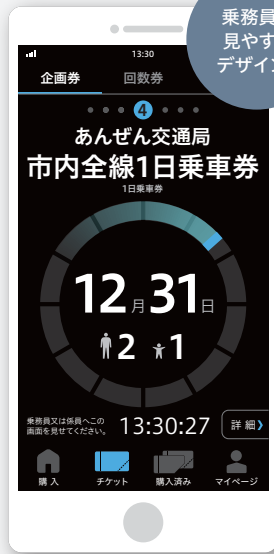 乗務員
見やす
デザイン
13:30
企画券 回数券
4
あんぜん交通局
市内全線1日乗車券
1日乗車券
12月31日
2 1
乗務員又は係員へこの
画面を見せてください。
13:30:27
詳細
購入 チケット 購入済み マイページ